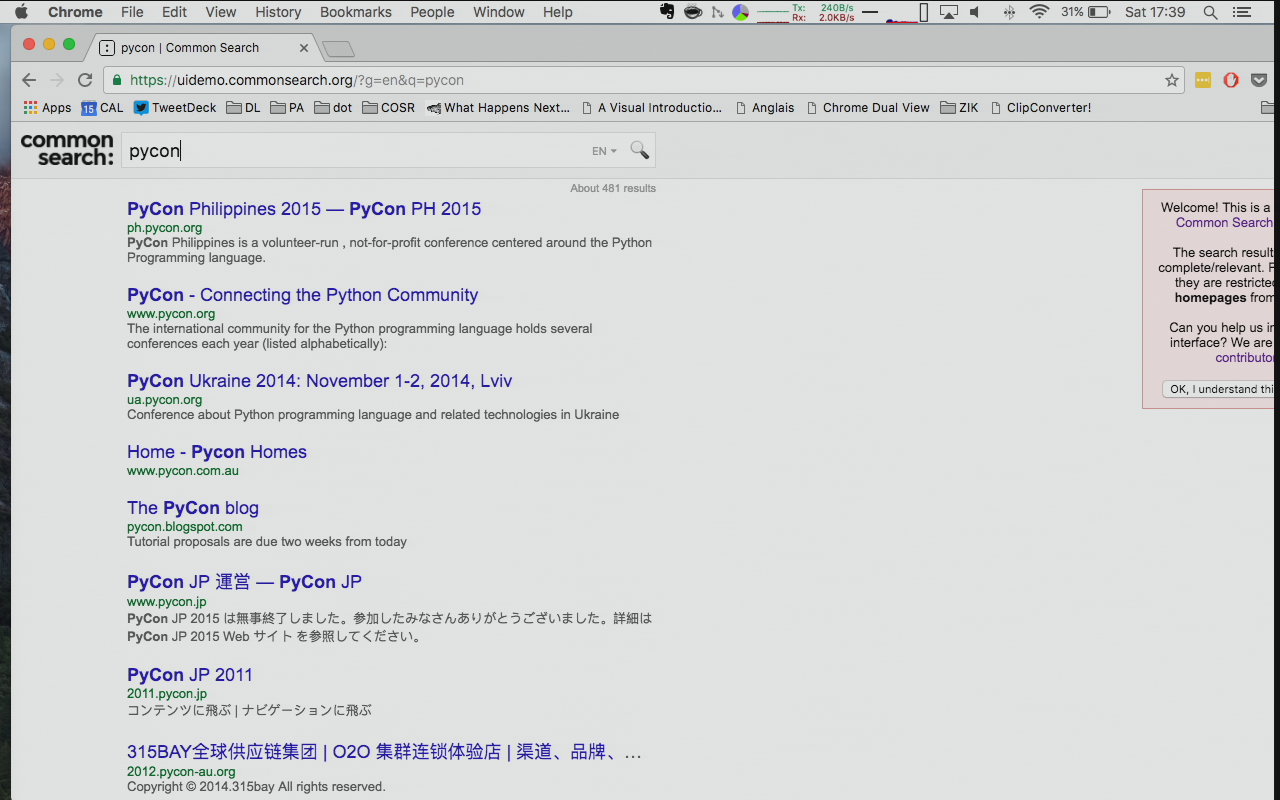 Chrome File Edit View History Bookmarks People Window Help Tx: 240B/s Rx: 2.0KB/s 31% Sat 17:39
pycon | Common Search
https://uidemo.commonsearch.org/?g=en&q=pycon
Apps 15 CAL TweetDeck DL PA dot COSR What Happens Next... A Visual Introductio... Anglais Chrome Dual View ZIK ClipConverter!
common search: pycon EN
About 481 results
PyCon Philippines 2015 — PyCon PH 2015
ph.pycon.org
PyCon Philippines is a volunteer-run , not-for-profit conference centered around the Python
Programming language.
PyCon - Connecting the Python Community
www.pycon.org
The international community for the Python programming language holds several
conferences each year (listed alphabetically):
PyCon Ukraine 2014: November 1-2, 2014, Lviv
ua.pycon.org
Conference about Python programming language and related technologies in Ukraine
Home - Pycon Homes
www.pycon.com.au
The PyCon blog
pycon.blogspot.com
Tutorial proposals are due two weeks from today
PyCon JP 運営 — PyCon JP
www.pycon.jp
PyCon JP 2015 は無事終了しました。参加したみなさんありがとうございました。詳細は
PyCon JP 2015 Web サイト を参照してください。
PyCon JP 2011
2011.pycon.jp
コンテンツに飛ぶ | ナビゲーションに飛ぶ
315BAY全球供应链集团 | O2O 集群连锁体验店 | 渠道、品牌、...
2012.pycon-au.org
Copyright © 2014.315bay All rights reserved.
Welcome! This is a
Common Search
The search result
complete/relevant.
they are restricte
homepages from
Can you help us in
interface? We are
contributo
OK, I understand thi